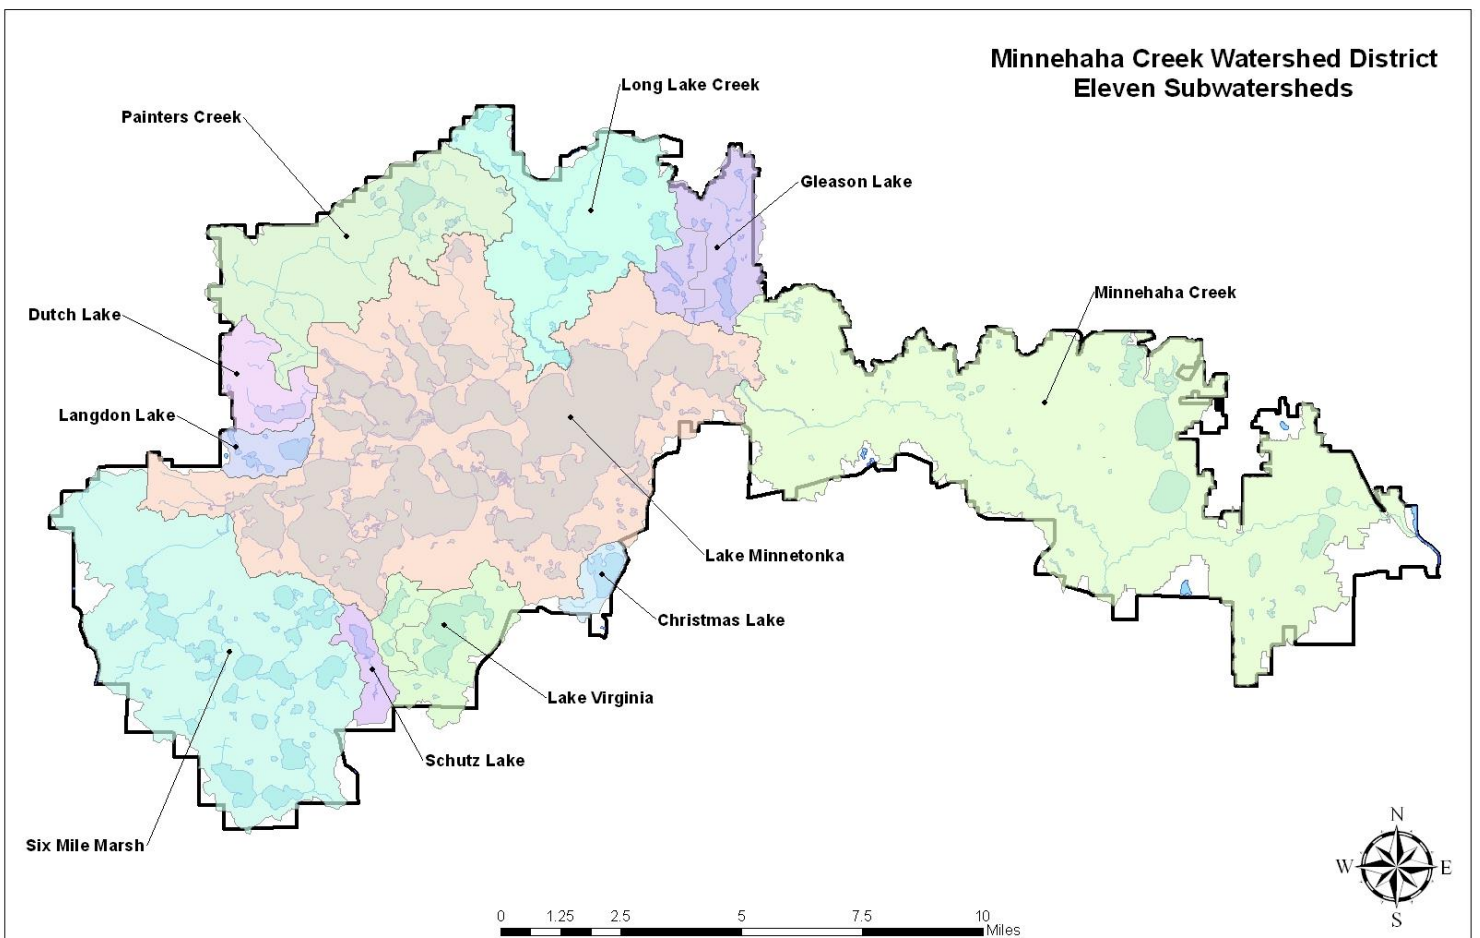 Minnehaha Creek Watershed District
Eleven Subwatersheds
Long Lake Creek
Painters Creek
Gleason Lake
Minnehaha Creek
Dutch Lake
Langdon Lake
Lake Minnetonka
Christmas Lake
Lake Virginia
Schutz Lake
Six Mile Marsh
N
W E
S
0 1.25 2.5 5 7.5 10
Miles